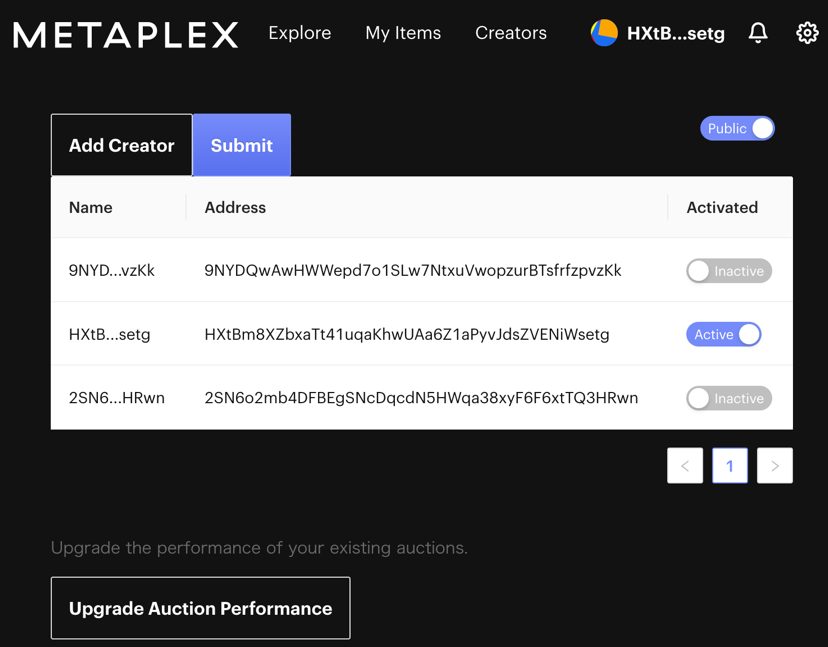 METAPLEX Explore My Items Creators HXtB...setg
Add Creator Submit Public
Name Address Activated
9NYD...vzKk 9NYDQwAwHWWepd7o1SLw7NtxuVwopzurBTsfrfzpvzKk Inactive
HXtB...setg HXtBm8XZbxaTt41uqaKhwUAa6Z1aPyvJdsZVENiWsetg Active
2SN6...HRwn 2SN6o2mb4DFBEgSNcDqcdN5HWqa38xyF6F6xtTQ3HRwn Inactive
< 1 >
Upgrade the performance of your existing auctions.
Upgrade Auction Performance